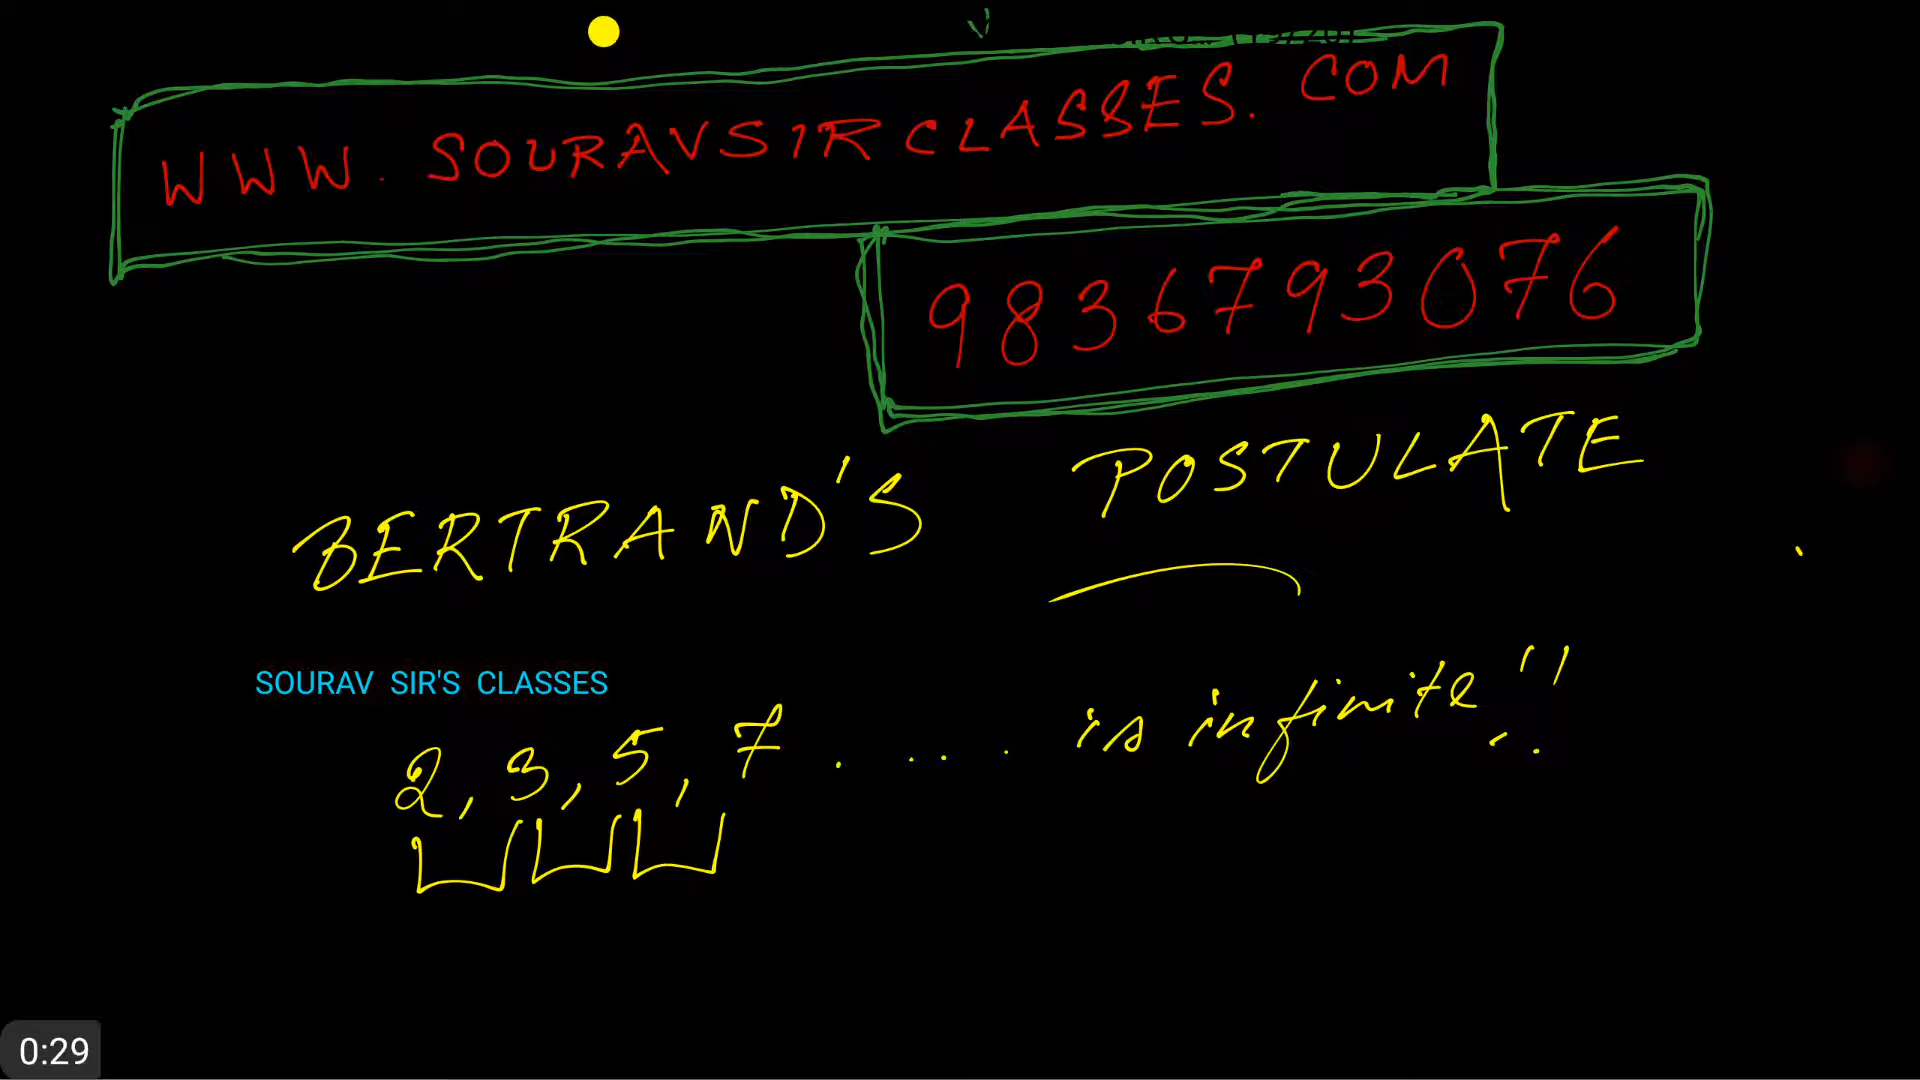 WWW. SOURAVSIRCLASSES. COM
9836793076
BERTRAND'S POSTULATE
SOURAV SIR'S CLASSES
2, 3, 5, 7 . . . . is infinite"
0:29